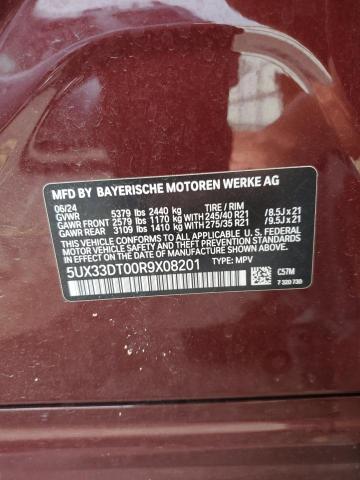 MFD BY BAYERISCHE MOTOREN WERKE AG
06/24
GVWR 5379 lbs 2440 kg TIRE / RIM
GAWR FRONT 2579 lbs 1170 kg WITH 245/40 R21 /8.5J x 21
GAWR REAR 3109 lbs 1410 kg WITH 275/35 R21 /9.5J x 21
THIS VEHICLE CONFORMS TO ALL APPLICABLE U. S. FEDERAL
MOTOR VEHICLE SAFETY STANDARDS IN EFFECT ON THE
DATE OF MANUFACTURE SHOWN ABOVE.
5UX33DT00R9X08201 TYPE: MPV C57M
7 320 730